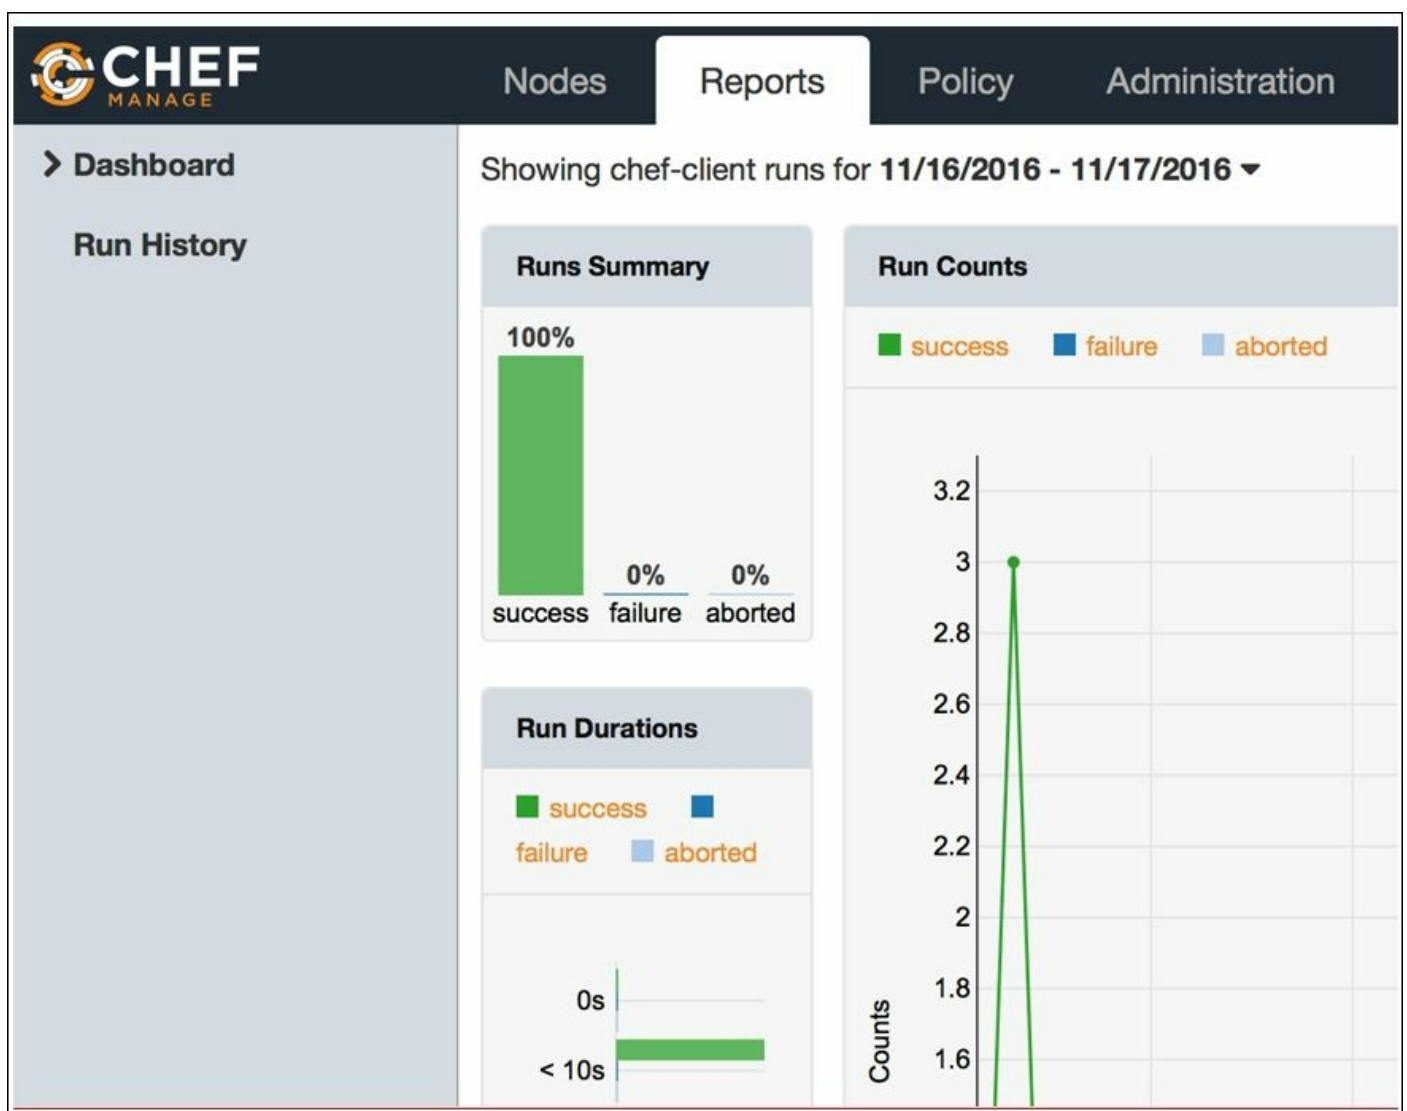 CHEF
MANAGE
Nodes Reports Policy Administration
Dashboard
Run History
Showing chef-client runs for 11/16/2016 - 11/17/2016
Runs Summary
100%
0% 0%
success failure aborted
Run Durations
success
failure aborted
0s
< 10s
Run Counts
success failure aborted
3.2
3
2.8
2.6
2.4
2.2
2
1.8
1.6
Counts